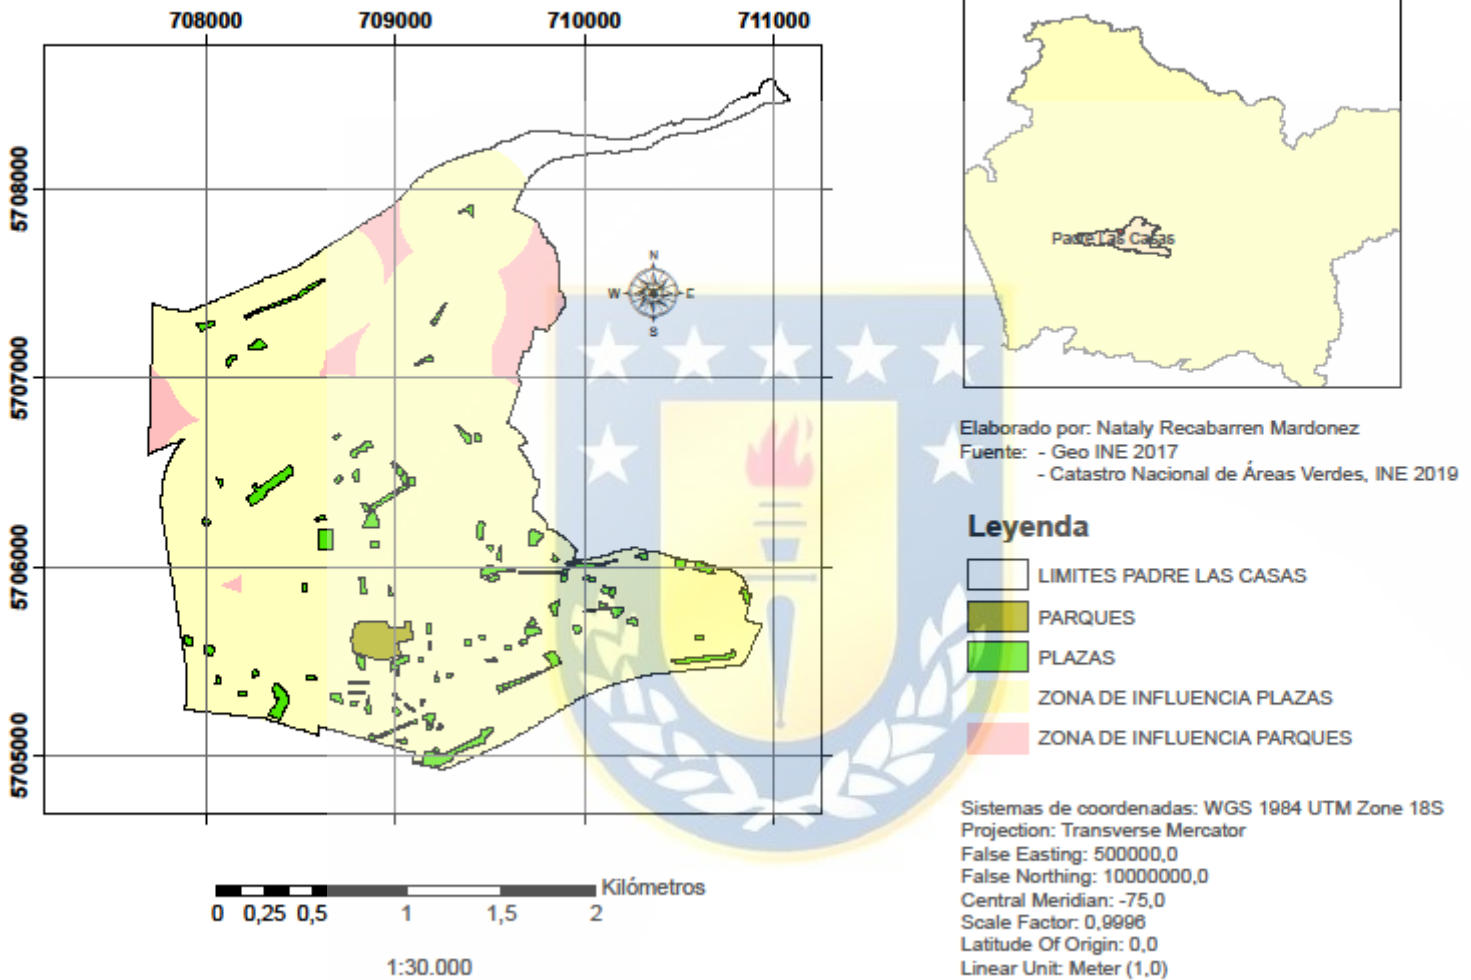 708000 709000 710000 711000
5708000
5707000
5706000
5705000
N
W E
S
Padre Las Casas
Elaborado por: Nataly Recabarren Mardonez
Fuente: - Geo INE 2017
- Catastro Nacional de Áreas Verdes, INE 2019
Leyenda
LIMITES PADRE LAS CASAS
PARQUES
PLAZAS
ZONA DE INFLUENCIA PLAZAS
ZONA DE INFLUENCIA PARQUES
Sistemas de coordenadas: WGS 1984 UTM Zone 18S
Projection: Transverse Mercator
False Easting: 500000,0
False Northing: 10000000,0
Central Meridian: -75,0
Scale Factor: 0,9996
Latitude Of Origin: 0,0
Linear Unit: Meter (1,0)
Kilómetros
0 0,25 0,5 1 1,5 2
1:30.000